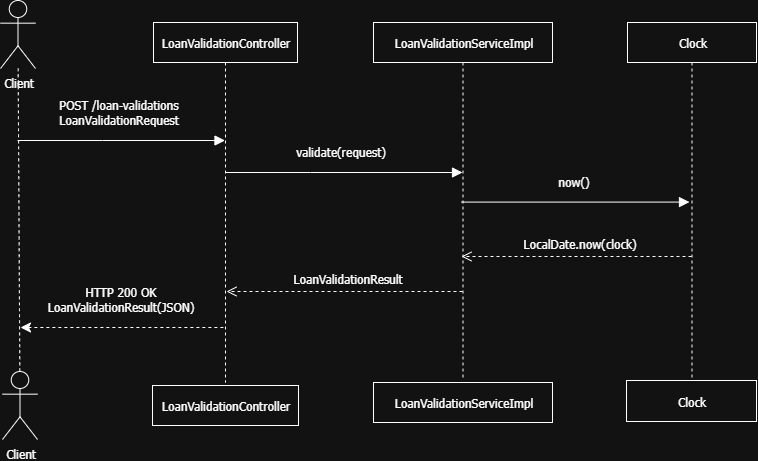 LoanValidationController
LoanValidationServiceImpl
Clock
Client
POST /loan-validations
LoanValidationRequest
validate(request)
now()
LocalDate.now(clock)
LoanValidationResult
HTTP 200 OK
LoanValidationResult(JSON)
LoanValidationController
LoanValidationServiceImpl
Clock
Client